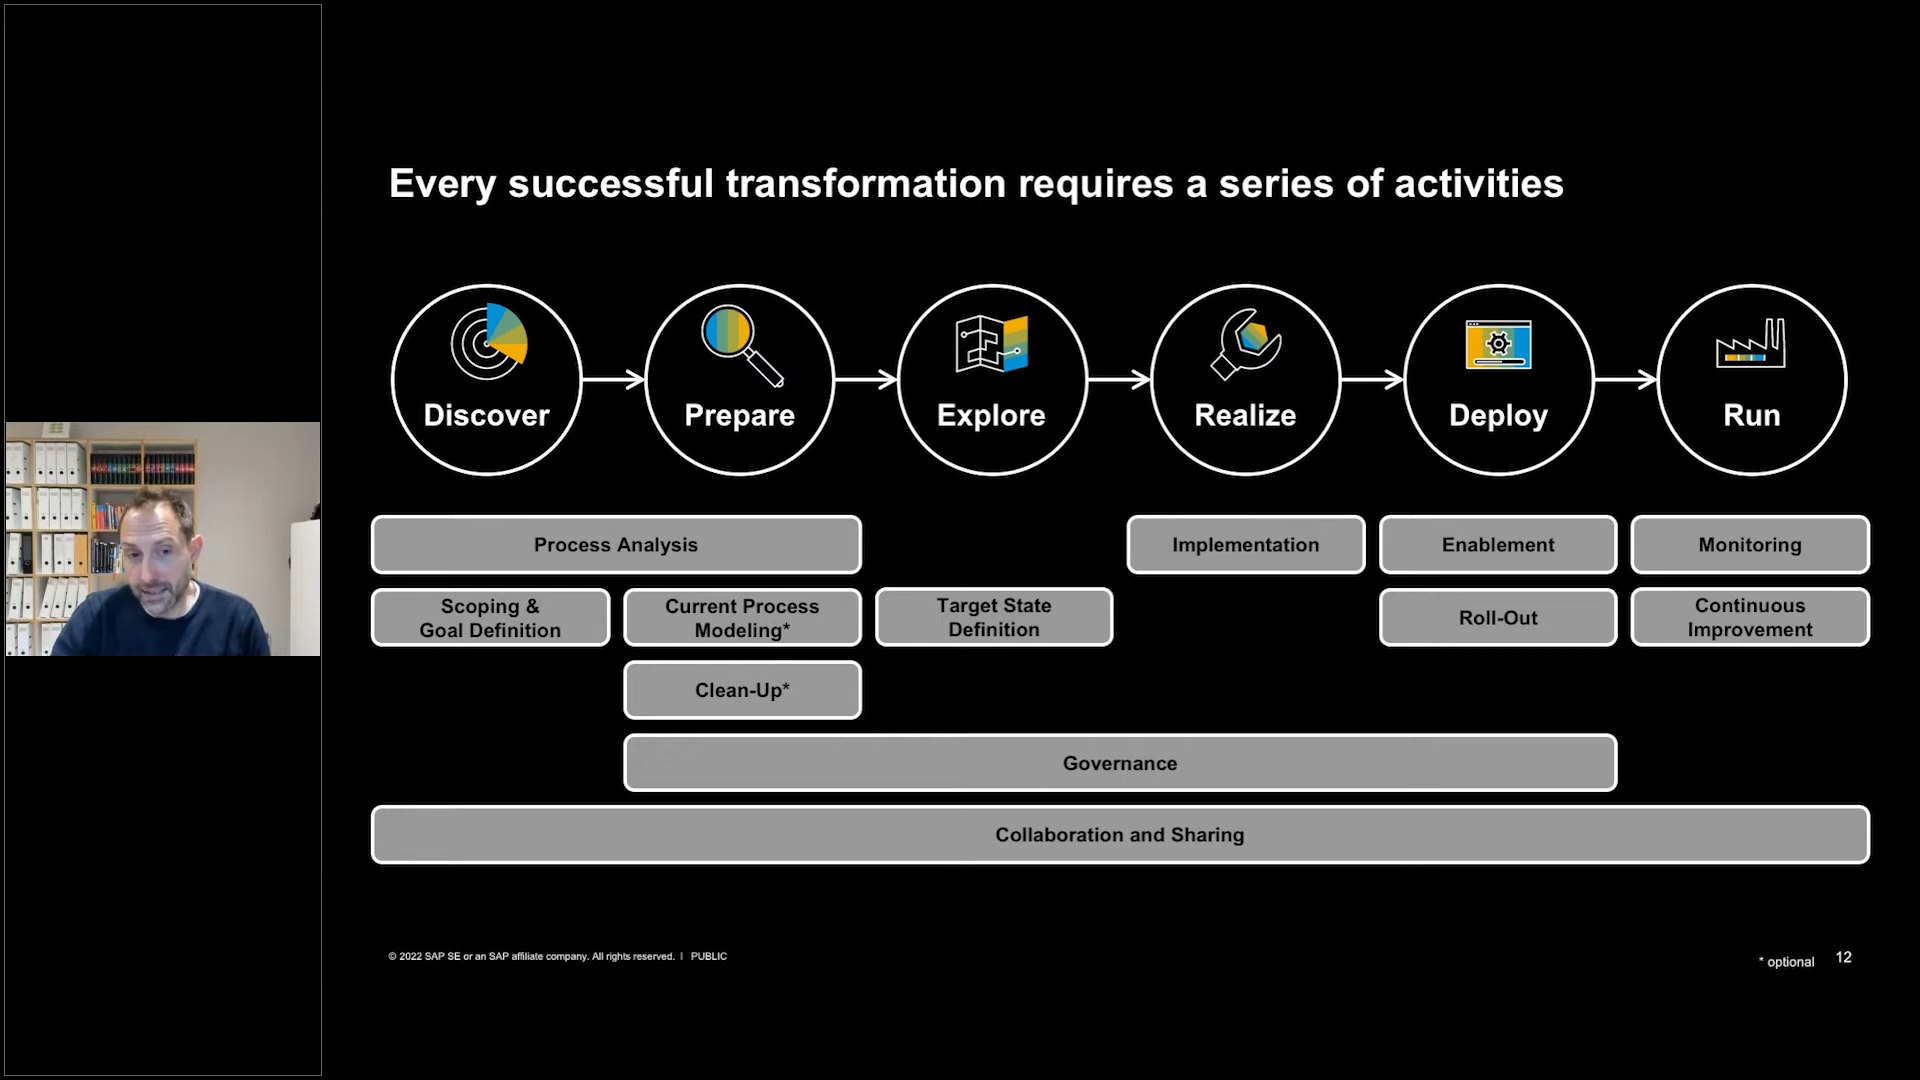 Every successful transformation requires a series of activities
Discover
Prepare
Explore
Realize
Deploy
Run
Process Analysis
Implementation
Enablement
Monitoring
Scoping &
Goal Definition
Current Process
Modeling*
Target State
Definition
Roll-Out
Continuous
Improvement
Clean-Up*
Governance
Collaboration and Sharing
© 2022 SAP SE or an SAP affiliate company. All rights reserved. I PUBLIC
* optional 12